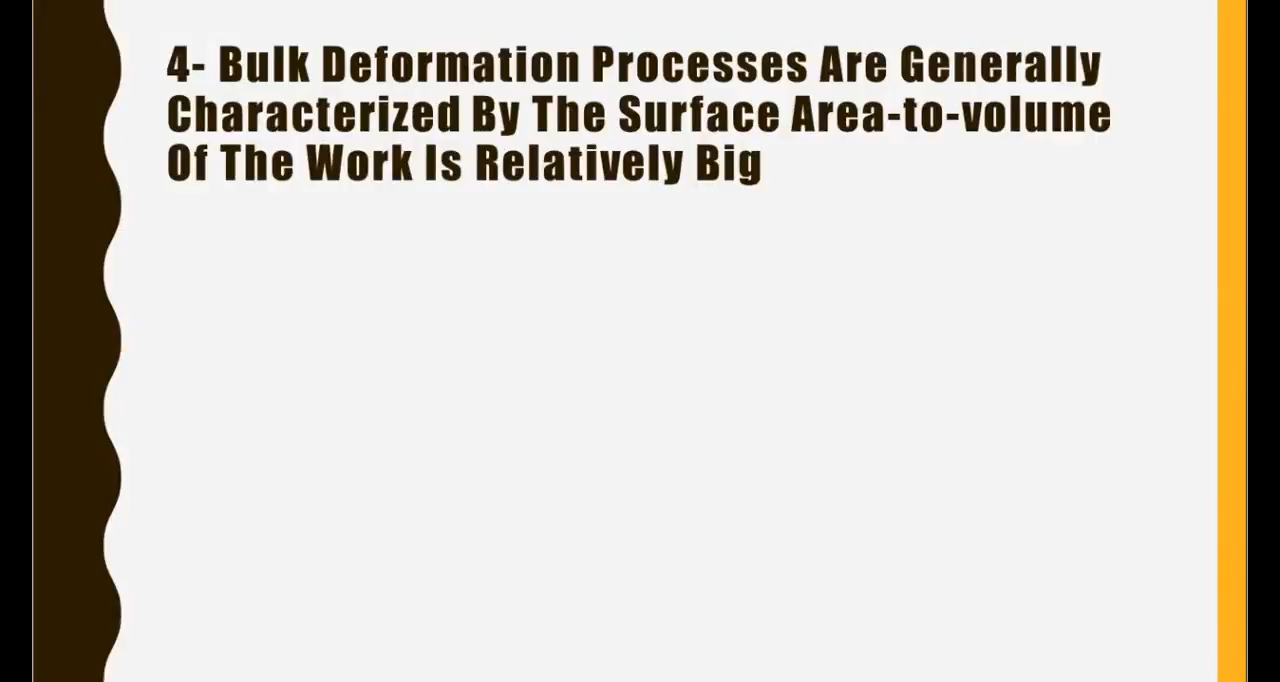 4- Bulk Deformation Processes Are Generally
Characterized By The Surface Area-to-volume
Of The Work Is Relatively Big